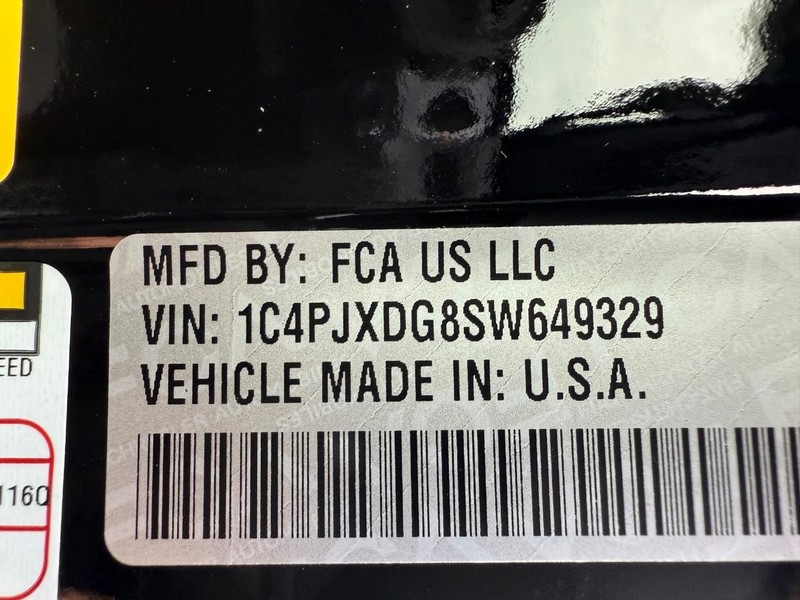 MFD BY: FCA US LLC
VIN: 1C4PJXDG8SW649329
VEHICLE MADE IN: U.S.A.
EED
116Q